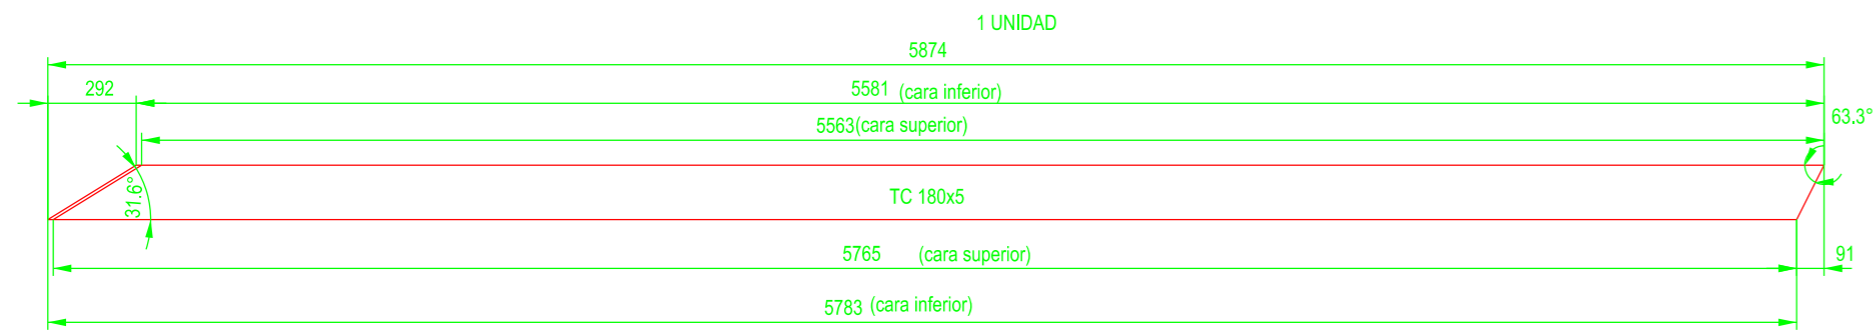 1 UNIDAD
5874
292
5581 (cara inferior)
63.3°
5563(cara superior)
31.6°
TC 180x5
5765 (cara superior)
91
5783 (cara inferior)